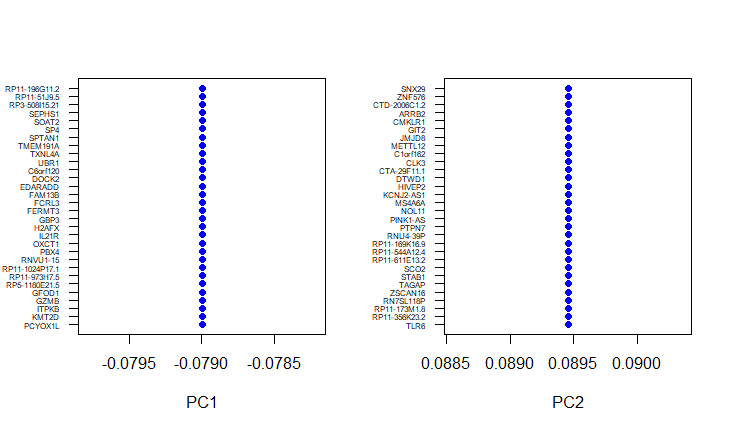 RP11-196G11.2
RP11-51J9.5
RP3-508I15.21
SEPHS1
SOAT2
SP4
SPTAN1
TMEM191A
TXNL4A
UBR1
C6orf120
DOCK2
EDARADD
FAM13B
FCRL3
FERMT3
GBP3
H2AFX
IL21R
OXCT1
PBX4
RNVU1-15
RP11-1024P17.1
RP11-973H7.5
RP5-1180E21.5
GFOD1
GZMB
ITPKB
KMT2D
PCYOX1L
-0.0795 -0.0790 -0.0785
PC1
SNX29
ZNF576
CTD-2006C1.2
ARRB2
CMKLR1
GIT2
JMJD8
METTL12
C1orf162
CLK3
CTA-29F11.1
DTWD1
HIVEP2
KCNJ2-AS1
MS4A6A
NOL11
PINK1-AS
PTPN7
RNU4-39P
RP11-169K16.9
RP11-544A12.4
RP11-611E13.2
SCO2
STAB1
TAGAP
ZSCAN16
RN7SL118P
RP11-173M1.8
RP11-356K23.2
TLR6
0.0885 0.0890 0.0895 0.0900
PC2